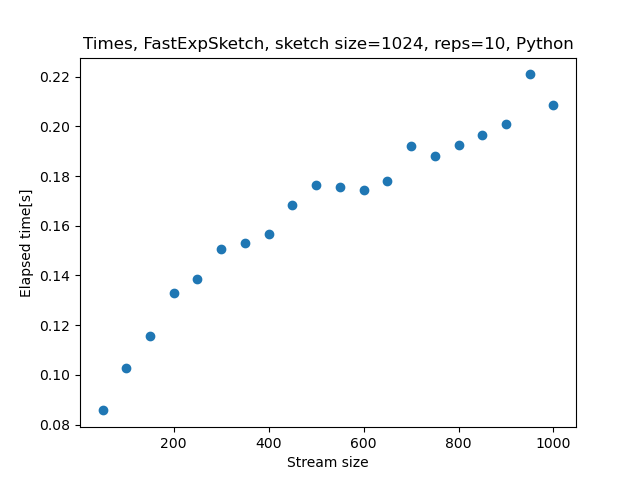 Times, FastExpSketch, sketch size=1024, reps=10, Python
0.22
0.20
0.18
0.16
0.14
0.12
0.10
0.08
Elapsed time[s]
200 400 600 800 1000
Stream size